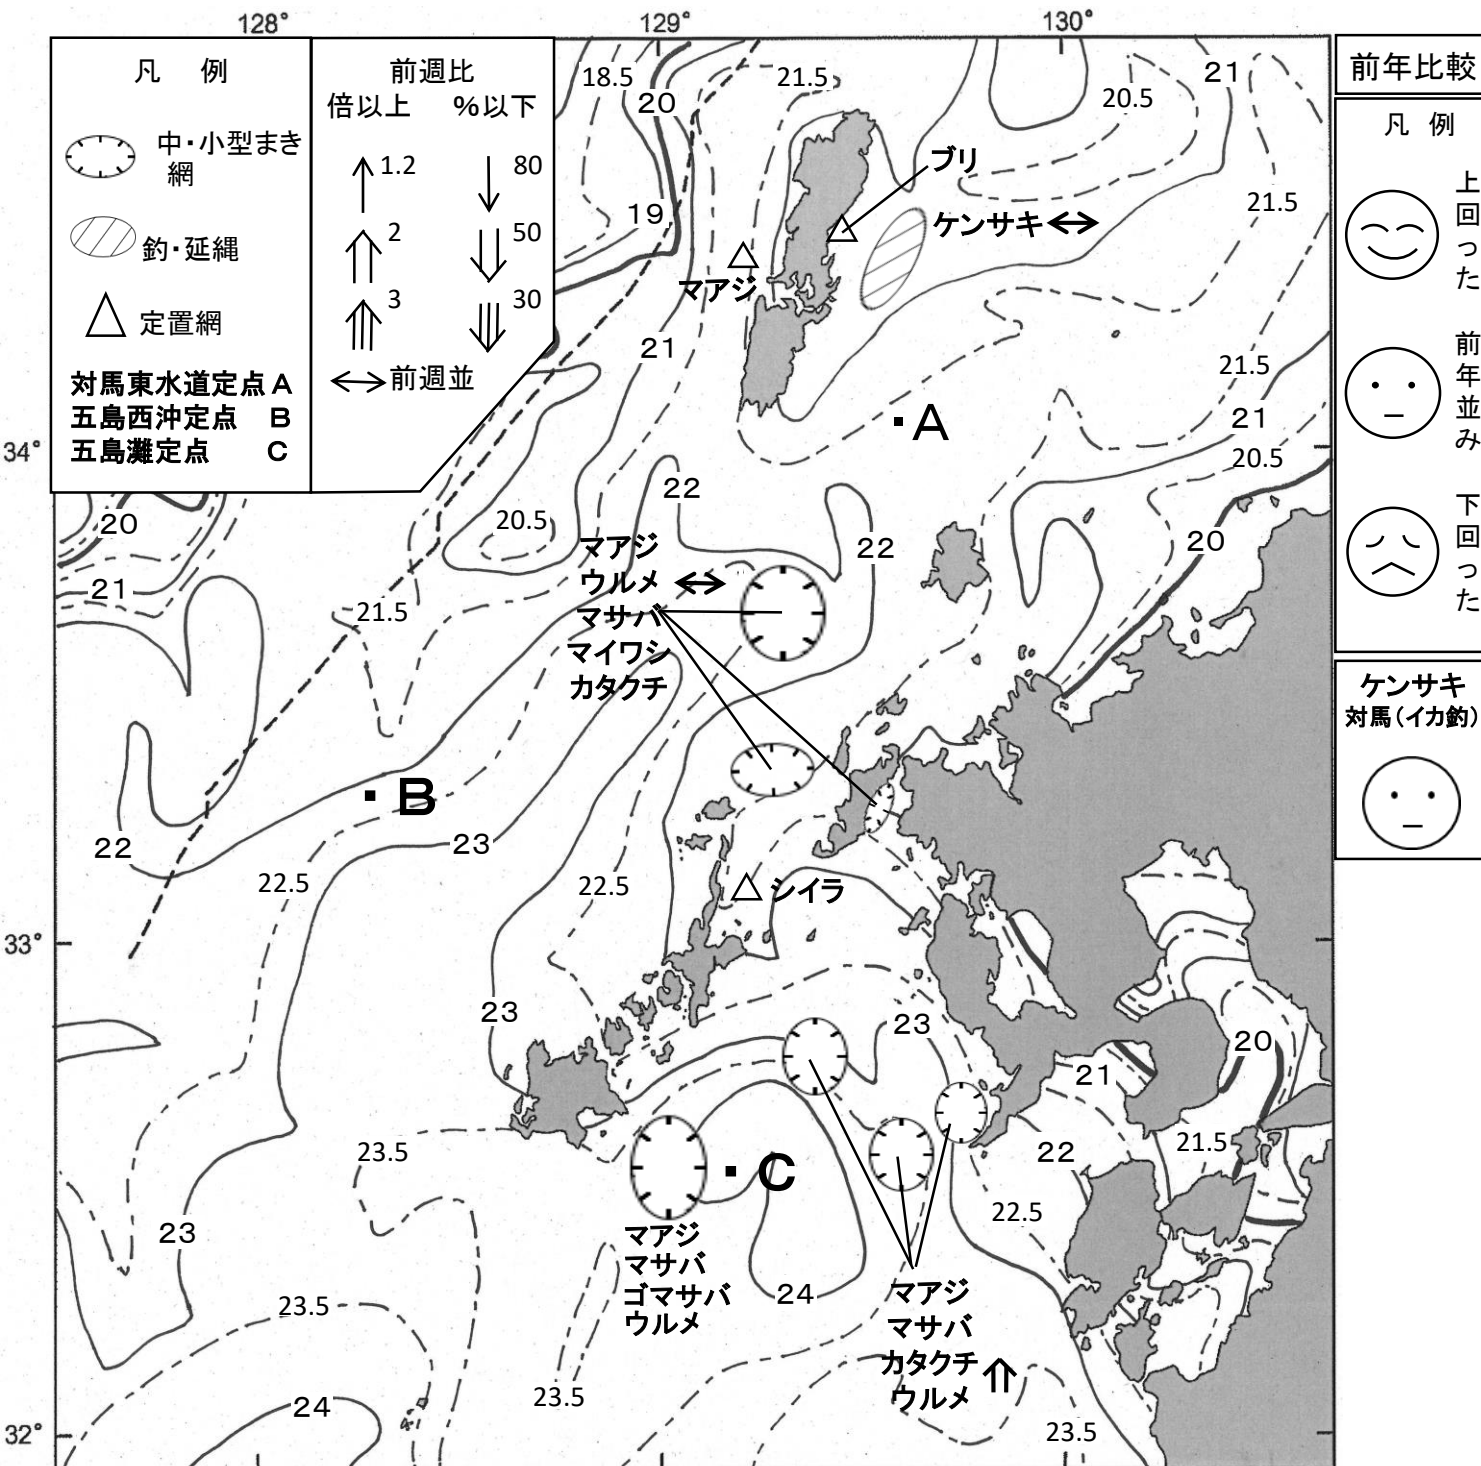 128°
129°
130°
凡 例
中・小型まき
網
釣・延縄
定置網
対馬東水道定点 A
五島西沖定点 B
五島灘定点 C
前週比
倍以上 %以下
1.2 80
2 50
3 30
前週並
前年比較
凡 例
上回った
前年並み
下回った
ケンサキ
対馬(イカ釣)
18.5
20
21.5
21
20.5
ブリ
19
ケンサキ
21.5
マアジ
21
21.5
A
21
34°
20.5
22
20
20.5
22
20
マアジ
ウルメ
マサバ
マイワシ
カタクチ
21
21.5
B
22
23
22.5
22.5
シイラ
33°
23
23
20
21
23.5
C
22
21.5
22.5
23
マアジ
マサバ
ゴマサバ
ウルメ
24
23.5
マアジ
マサバ
カタクチ
ウルメ
23.5
24
23.5
32°